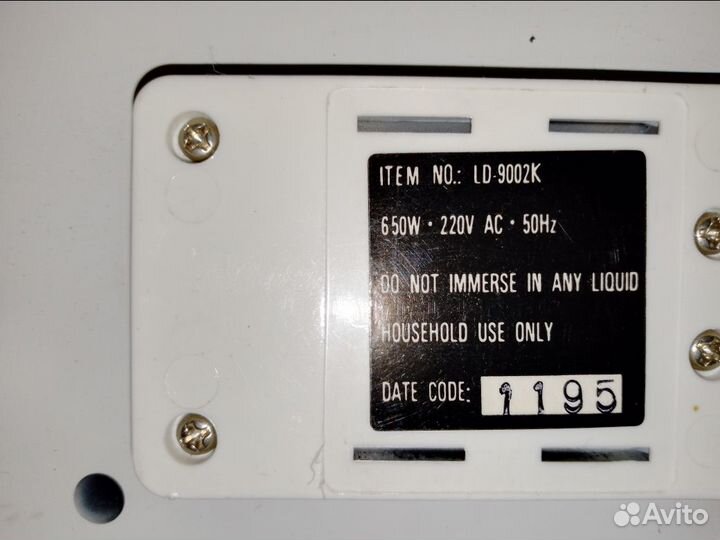 ITEM NO.: LD-9002K
650W · 220V AC · 50Hz
DO NOT IMMERSE IN ANY LIQUID
HOUSEHOLD USE ONLY
DATE CODE: 1195
Avito